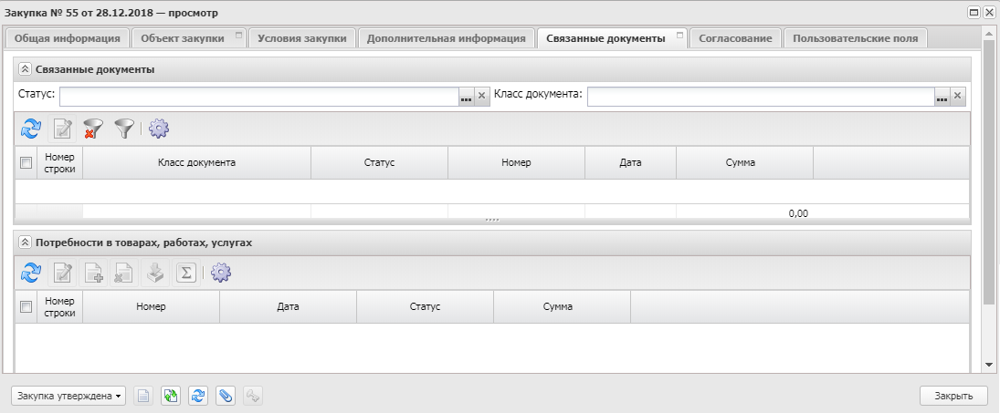 Закупка № 55 от 28.12.2018 — просмотр
Общая информация Объект закупки Условия закупки Дополнительная информация Связанные документы Согласование Пользовательские поля
Связанные документы
Статус: ... Класс документа: ...
Номер строки Класс документа Статус Номер Дата Сумма
0,00
Потребности в товарах, работах, услугах
Номер строки Номер Дата Статус Сумма
Закупка утверждена Закрыть